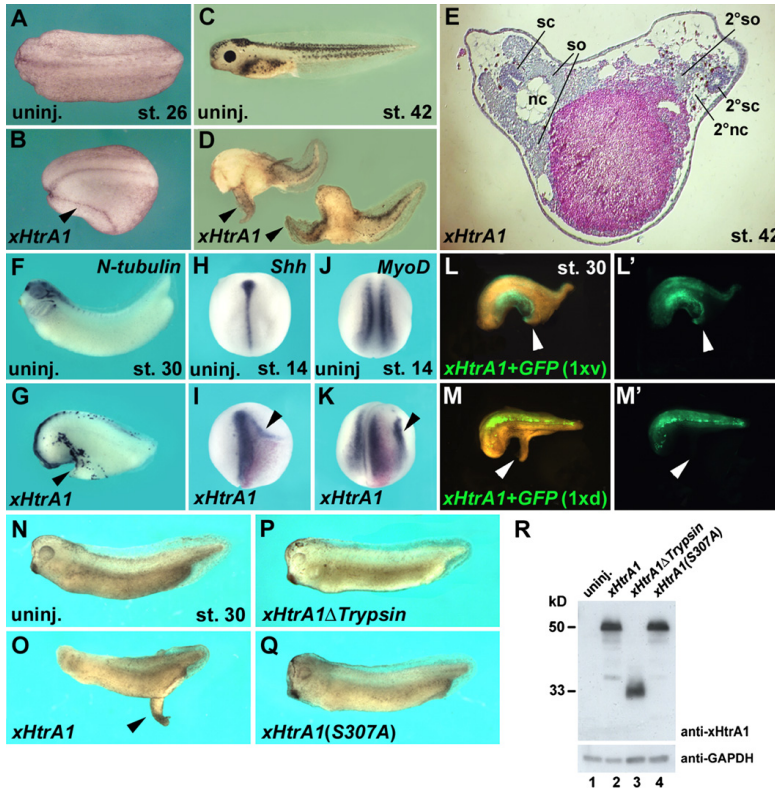 A
uninj.
st. 26
B
xHtrA1
C
uninj.
st. 42
D
xHtrA1
E
sc
so
nc
2°so
2°sc
2°nc
xHtrA1
st. 42
F
N-tubulin
uninj.
st. 30
G
xHtrA1
H
Shh
uninj.
st. 14
I
xHtrA1
J
MyoD
uninj
st. 14
K
xHtrA1
L
st. 30
xHtrA1+GFP (1xv)
L'
M
xHtrA1+GFP (1xd)
M'
N
uninj.
st. 30
O
xHtrA1
P
xHtrA1ΔTrypsin
Q
xHtrA1(S307A)
R
uninj.
xHtrA1
xHtrA1ΔTrypsin
xHtrA1(S307A)
kD
50
33
anti-xHtrA1
anti-GAPDH
1 2 3 4